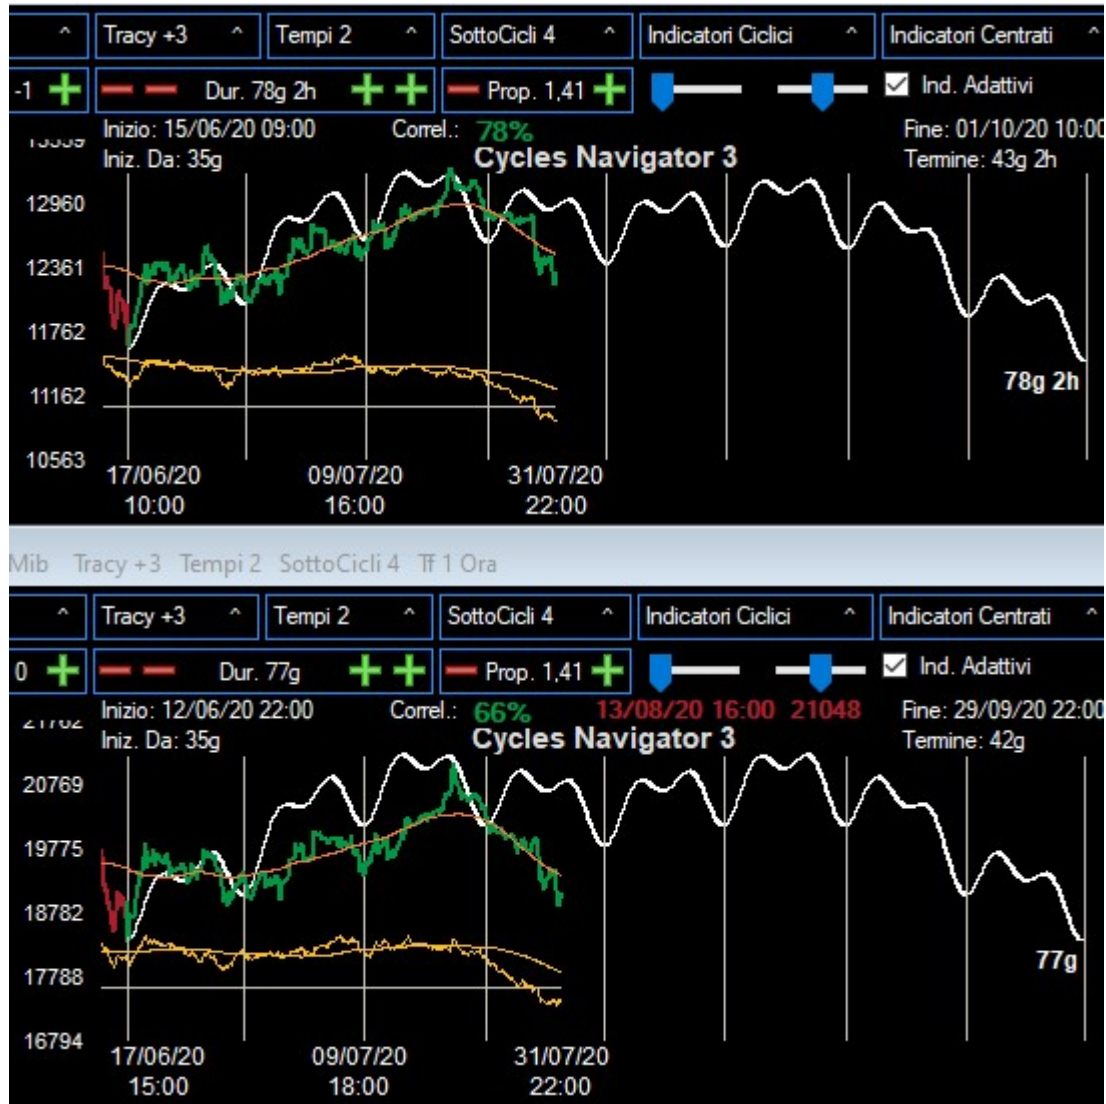 ^ Tracy +3 ^ Tempi 2 ^ SottoCicli 4 ^ Indicatori Ciclici ^ Indicatori Centrati ^
-1 Dur. 78g 2h Prop. 1,41 Ind. Adattivi
Inizio: 15/06/20 09:00 Correl.: 78% Fine: 01/10/20 10:00
Iniz. Da: 35g Cycles Navigator 3 Termine: 43g 2h
12960
12361
11762
11162
78g 2h
10563
17/06/20 09/07/20 31/07/20
10:00 16:00 22:00
Mib Tracy +3 Tempi 2 SottoCicli 4 Tf 1 Ora
^ Tracy +3 ^ Tempi 2 ^ SottoCicli 4 ^ Indicatori Ciclici ^ Indicatori Centrati ^
0 Dur. 77g Prop. 1,41 Ind. Adattivi
Inizio: 12/06/20 22:00 Correl.: 66% 13/08/20 16:00 21048 Fine: 29/09/20 22:00
Iniz. Da: 35g Cycles Navigator 3 Termine: 42g
20769
19775
18782
77g
17788
16794
17/06/20 09/07/20 31/07/20
15:00 18:00 22:00